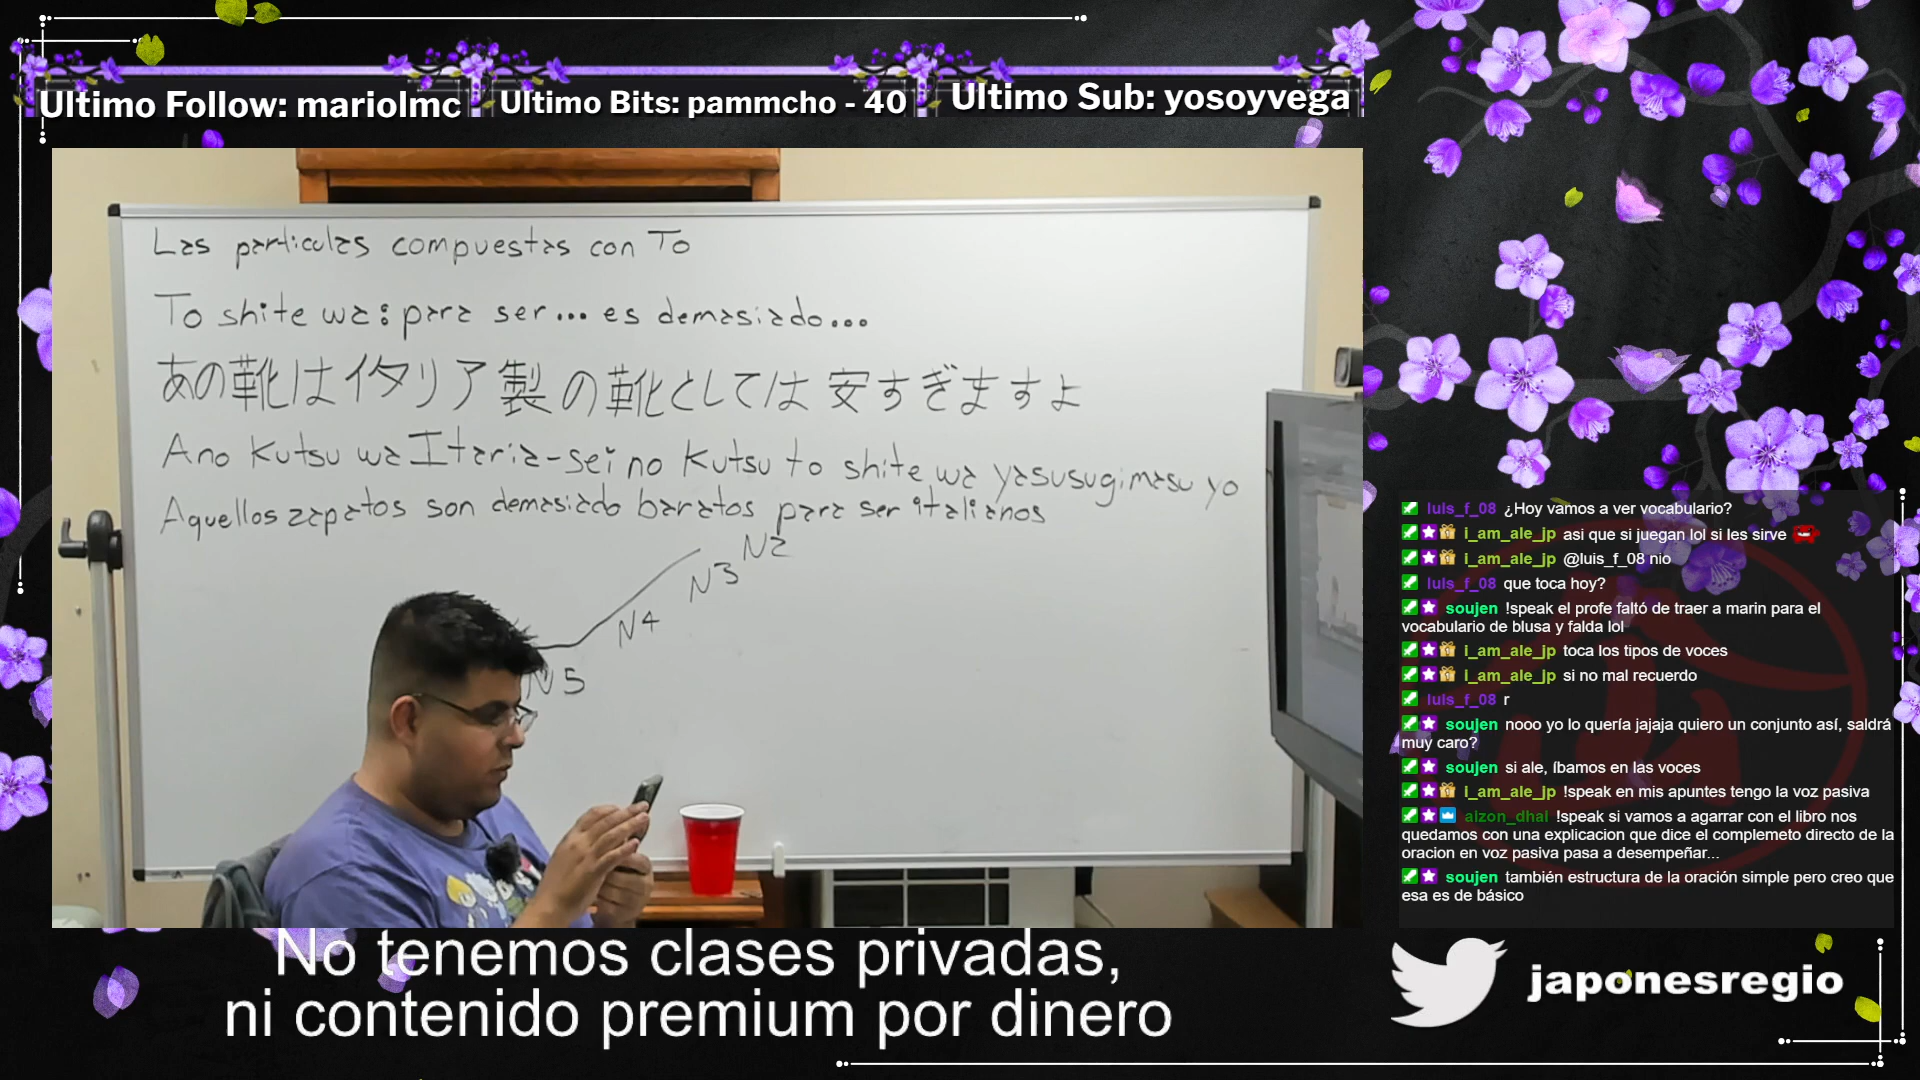 Ultimo Follow: mariolmc
Ultimo Bits: pammcho - 40
Ultimo Sub: yosoyvega
Las particulas compuestas con To
To shite wa: para ser... es demasiado...
あの靴はイタリア製の靴としては安すぎますよ
Ano Kutsu wa Itaria-sei no Kutsu to shite wa yasusugimasu yo
Aquellos zapatos son demasiado baratos para ser italianos
N2
N3
N4
N5
luis_f_08 ¿Hoy vamos a ver vocabulario?
i_am_ale_jp asi que si juegan lol si les sirve
i_am_ale_jp @luis_f_08 nio
luis_f_08 que toca hoy?
soujen !speak el profe faltó de traer a marin para el
vocabulario de blusa y falda lol
i_am_ale_jp toca los tipos de voces
i_am_ale_jp si no mal recuerdo
luis_f_08 r
soujen nooo yo lo quería jajaja quiero un conjunto así, saldrá
muy caro?
soujen si ale, íbamos en las voces
i_am_ale_jp !speak en mis apuntes tengo la voz pasiva
aizon_dhal !speak si vamos a agarrar con el libro nos
quedamos con una explicacion que dice el complemeto directo de la
oracion en voz pasiva pasa a desempeñar...
soujen también estructura de la oración simple pero creo que
esa es de básico
No tenemos clases privadas,
ni contenido premium por dinero
japonesregio